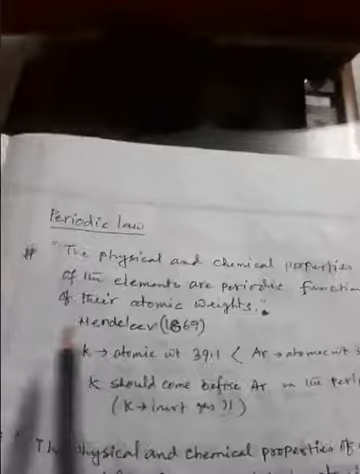 Periodic law
# "The physical and chemical properties
of the elements are periodic function
of their atomic weights."
Mendeleev (1869)
K → atomic wt 39.1 < Ar → atomic wt
K should come before Ar in the
(K → inert gas !!)
The physical and chemical properties of